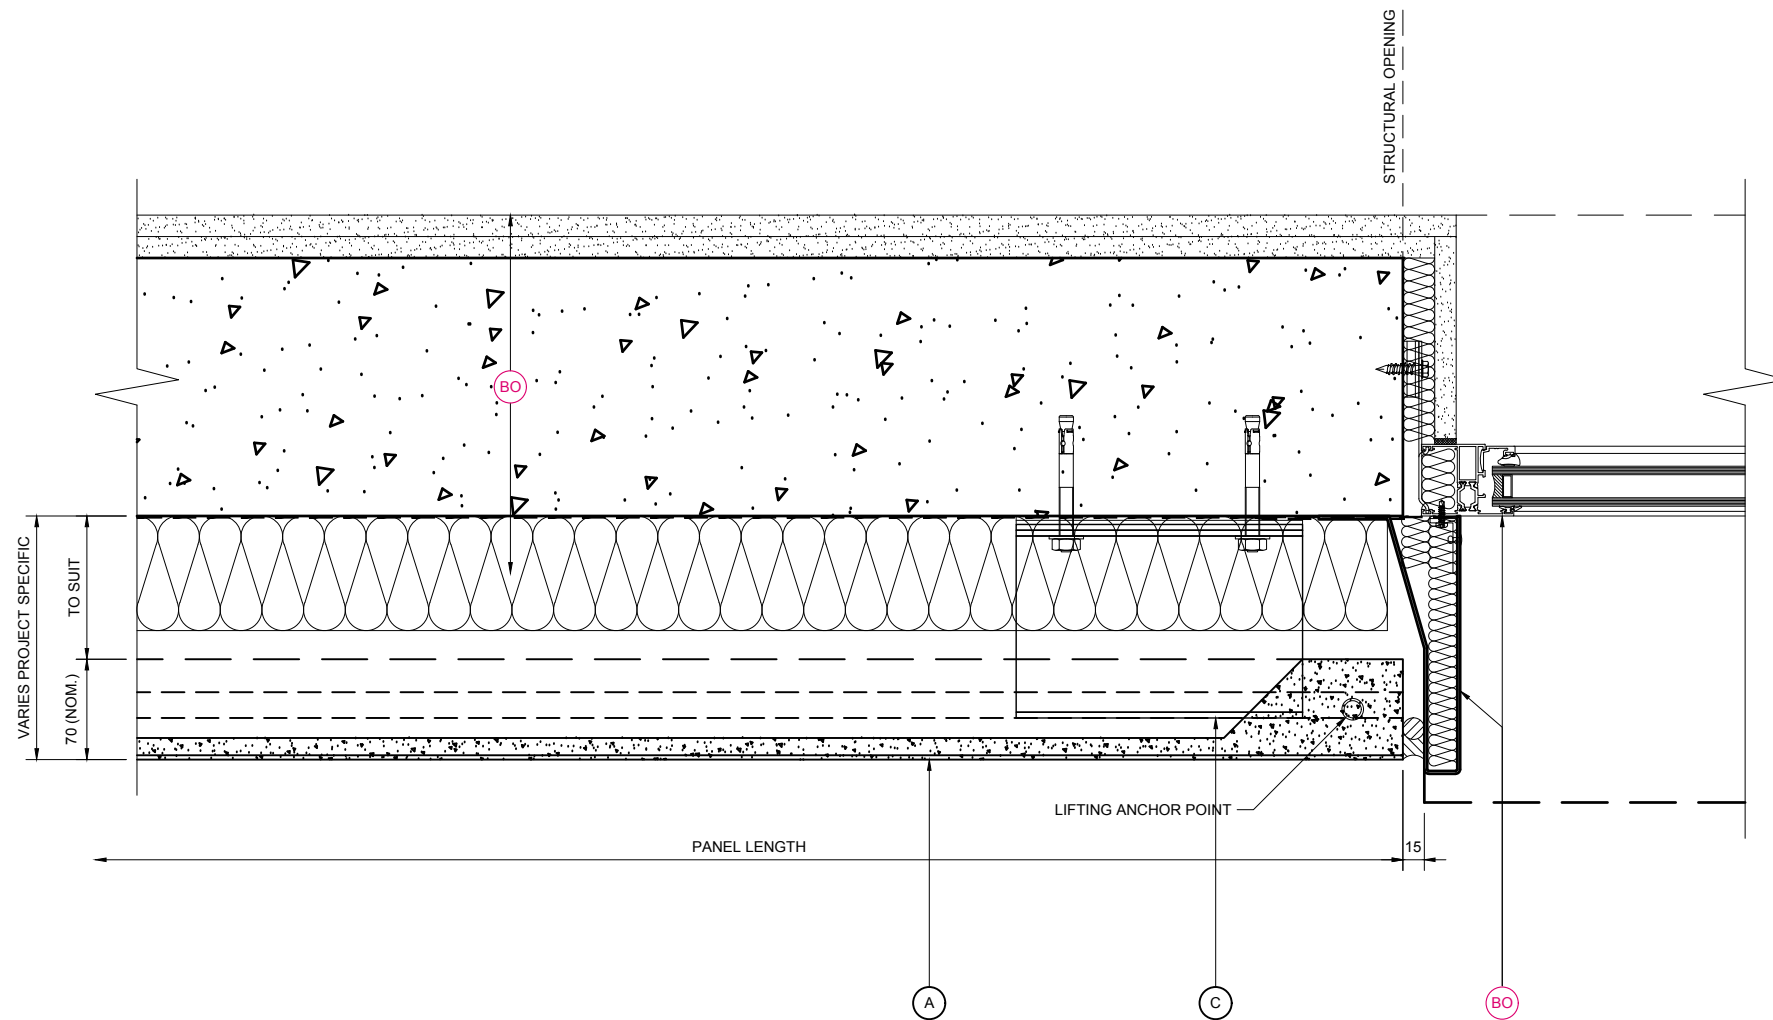 STRUCTURAL OPENING
BO
VARIES PROJECT SPECIFIC
TO SUIT
70 (NOM.)
LIFTING ANCHOR POINT
PANEL LENGTH
15
A
C
BO